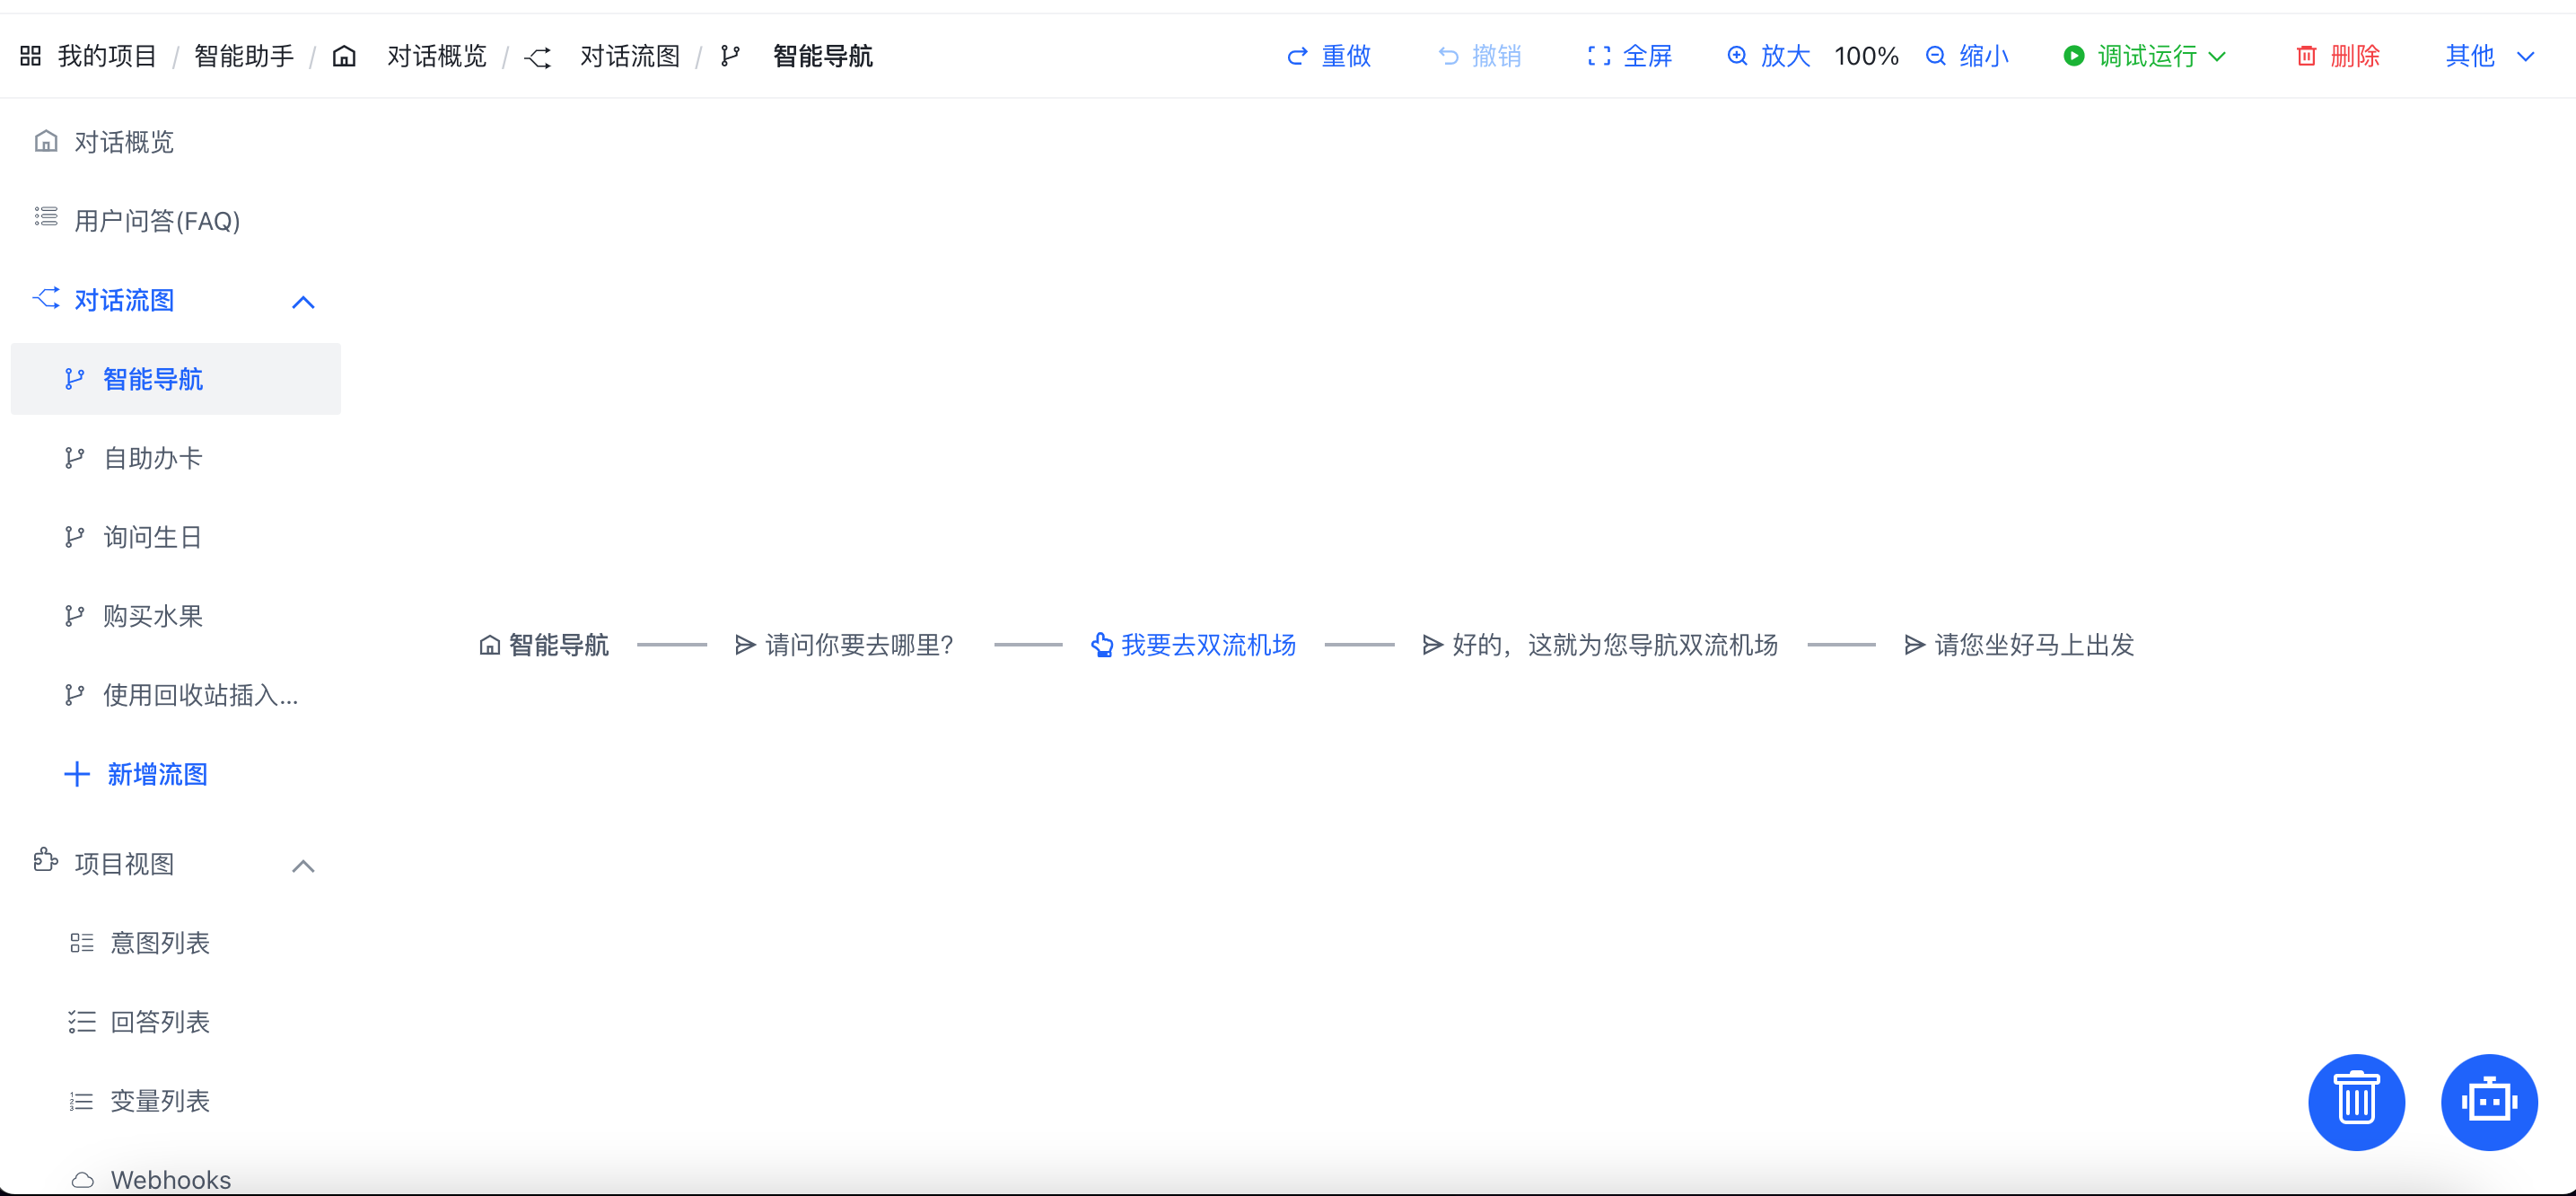 我的项目 / 智能助手 / 对话概览 / 对话流图 / 智能导航
重做 撤销 全屏 放大 100% 缩小 调试运行 删除 其他
对话概览
用户问答(FAQ)
对话流图
智能导航
自助办卡
询问生日
购买水果
使用回收站插入...
新增流图
项目视图
意图列表
回答列表
变量列表
Webhooks
智能导航 请问你要去哪里？ 我要去双流机场 好的，这就为您导航双流机场 请您坐好马上出发